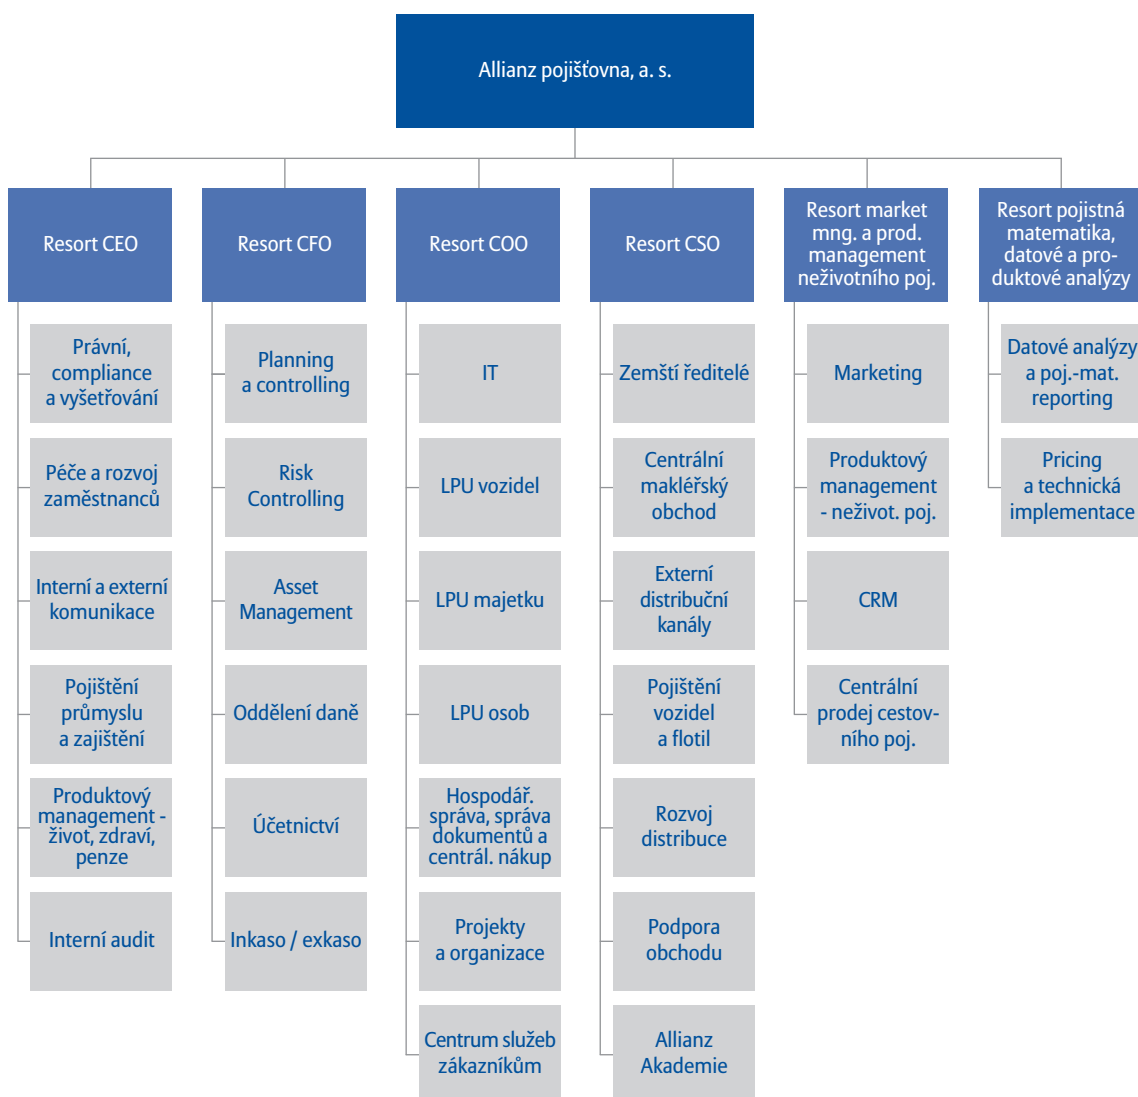 Allianz pojišťovna, a. s.
Resort CEO
Resort CFO
Resort COO
Resort CSO
Resort market
mng. a prod.
management
neživotního poj.
Resort pojistná
matematika,
datové a pro-
duktové analýzy
Právní,
compliance
a vyšetřování
Péče a rozvoj
zaměstnanců
Interní a externí
komunikace
Pojištění
průmyslu
a zajištění
Produktový
management -
život, zdraví,
penze
Interní audit
Planning
a controlling
Risk
Controlling
Asset
Management
Oddělení daně
Účetnictví
Inkaso / exkaso
IT
LPU vozidel
LPU majetku
LPU osob
Hospodář.
správa, správa
dokumentů a
centrál. nákup
Projekty
a organizace
Centrum služeb
zákazníkům
Zemští ředitelé
Centrální
makléřský
obchod
Externí
distribuční
kanály
Pojištění
vozidel
a flotil
Rozvoj
distribuce
Podpora
obchodu
Allianz
Akademie
Marketing
Produktový
management
- neživot. poj.
CRM
Centrální
prodej cestov-
ního poj.
Datové analýzy
a poj.-mat.
reporting
Pricing
a technická
implementace